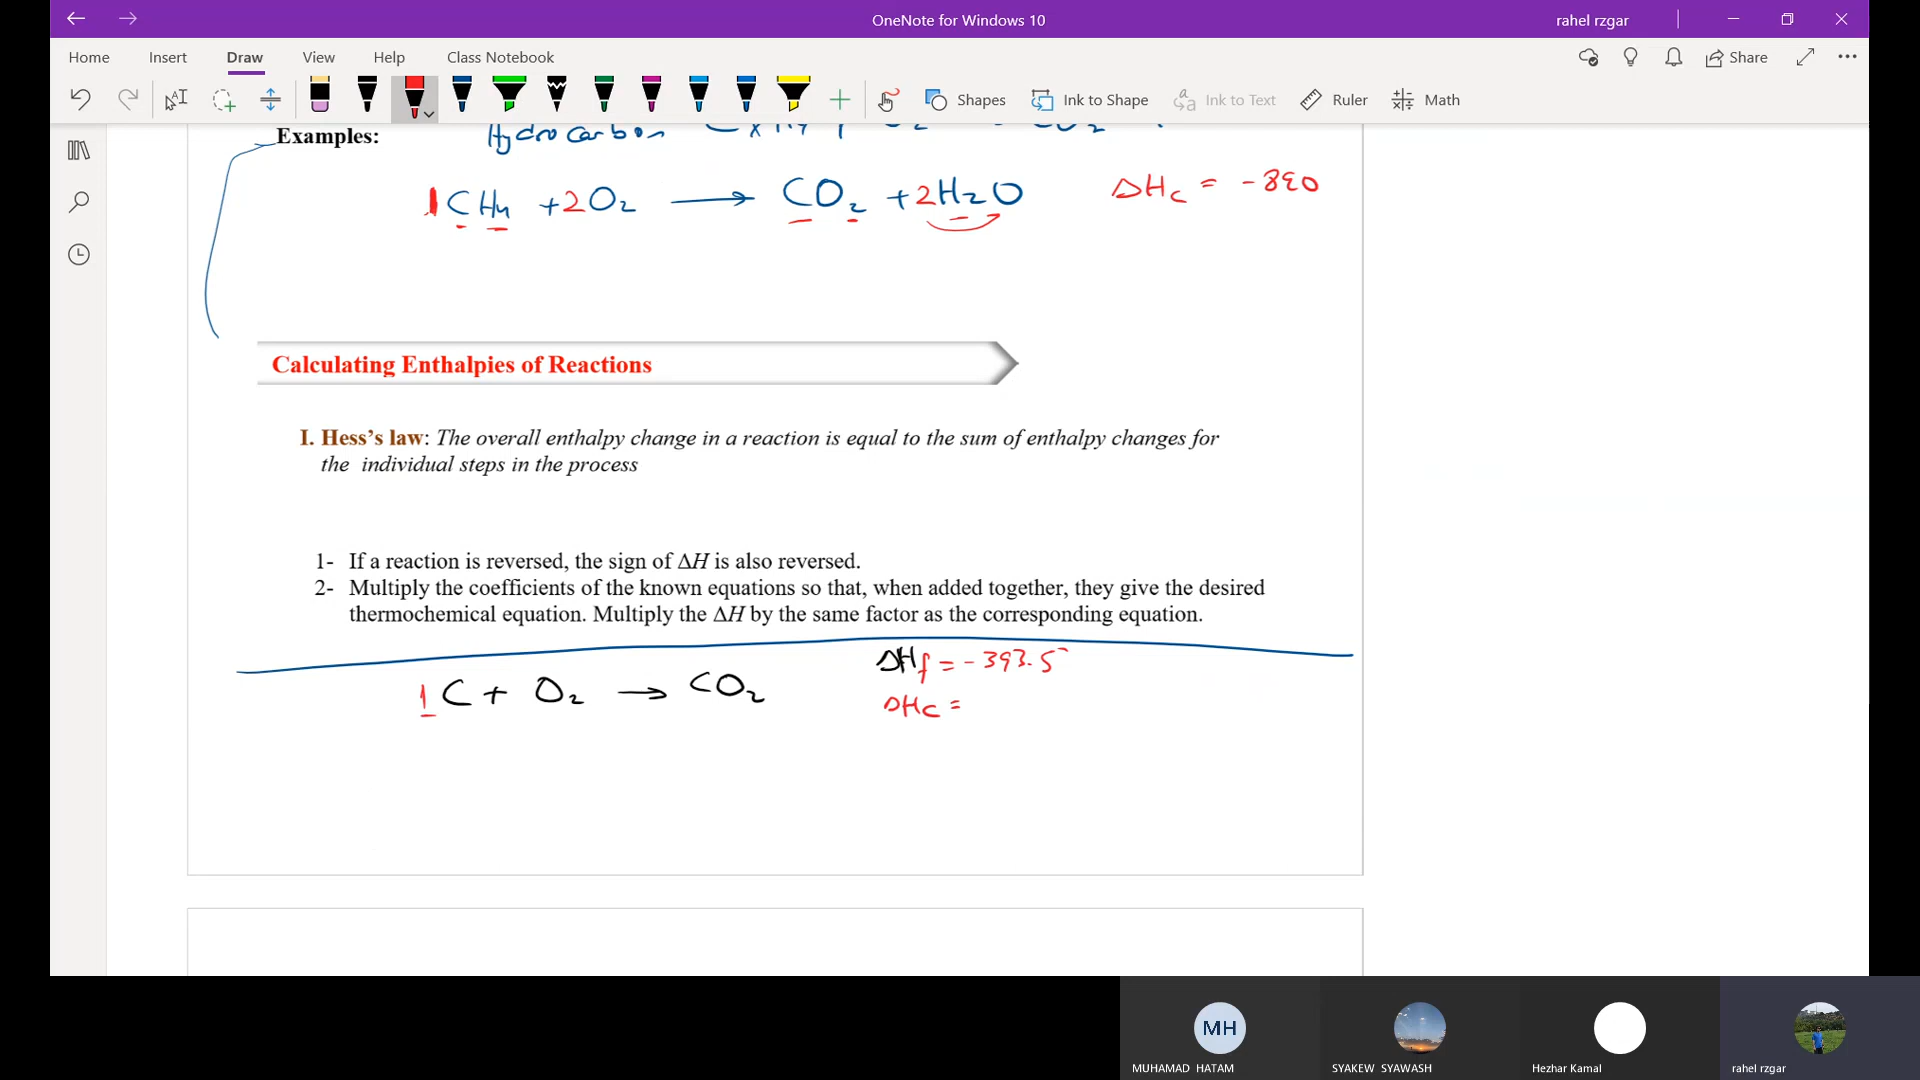 OneNote for Windows 10
rahel rzgar
Home Insert Draw View Help Class Notebook
Share
Shapes Ink to Shape Ink to Text Ruler Math
Examples: Hydrocarbon CxHy + O2 CO2
1CH4 + 2O2 → CO2 + 2H2O ΔHc = -890
Calculating Enthalpies of Reactions
I. Hess's law: The overall enthalpy change in a reaction is equal to the sum of enthalpy changes for
the individual steps in the process
1- If a reaction is reversed, the sign of ΔH is also reversed.
2- Multiply the coefficients of the known equations so that, when added together, they give the desired
thermochemical equation. Multiply the ΔH by the same factor as the corresponding equation.
1C + O2 → CO2 ΔHf = -393.5
ΔHc =
MH
MUHAMAD HATAM
SYAKEW SYAWASH
Hezhar Kamal
rahel rzgar